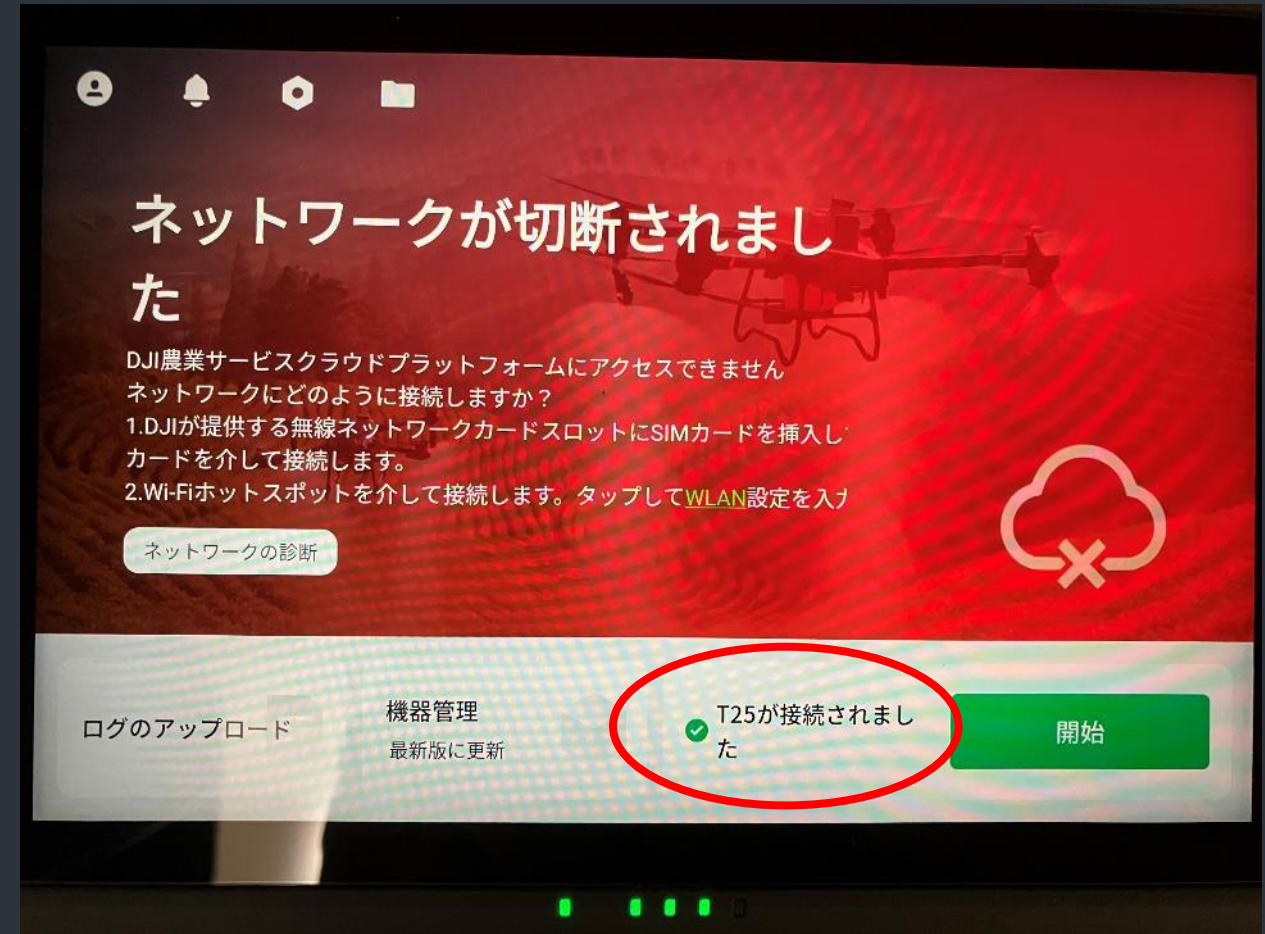 ネットワークが切断されまし
た
DJI農業サービスクラウドプラットフォームにアクセスできません
ネットワークにどのように接続しますか？
1.DJIが提供する無線ネットワークカードスロットにSIMカードを挿入し
カードを介して接続します。
2.Wi-Fiホットスポットを介して接続します。タップしてWLAN設定を入
ネットワークの診断
ログのアップロード
機器管理
最新版に更新
T25が接続されまし
た
開始